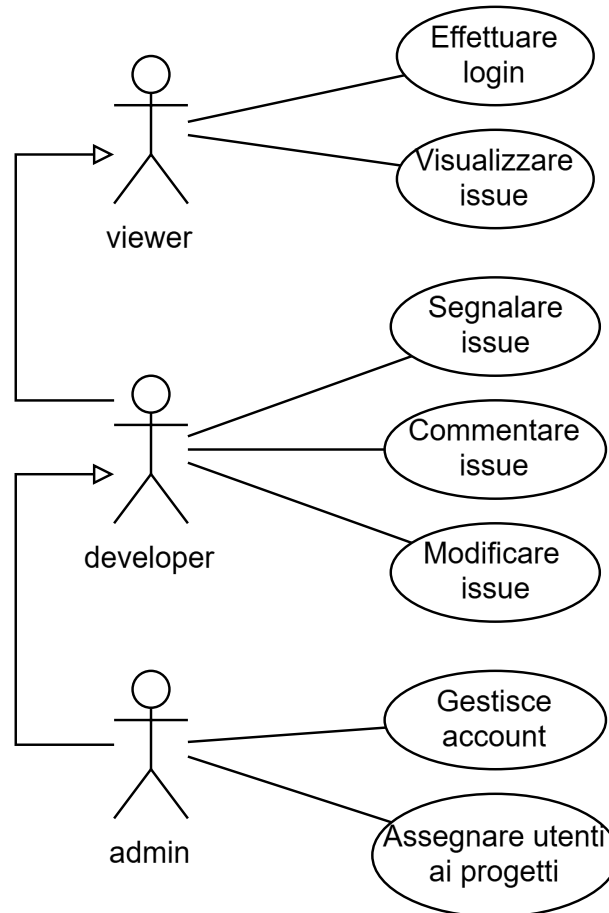 Effettuare
login
Visualizzare
issue
viewer
Segnalare
issue
Commentare
issue
Modificare
issue
developer
Gestisce
account
Assegnare utenti
ai progetti
admin